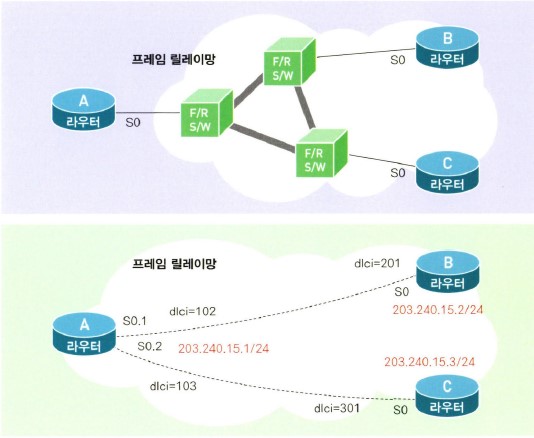 프레임 릴레이망
F/R
S/W
B
라우터
S0
A
라우터
S0
F/R
S/W
F/R
S/W
C
라우터
S0
프레임 릴레이망
dlci=201
B
라우터
S0
203.240.15.2/24
A
라우터
S0.1
dlci=102
S0.2
203.240.15.1/24
203.240.15.3/24
dlci=103
C
라우터
dlci=301
S0